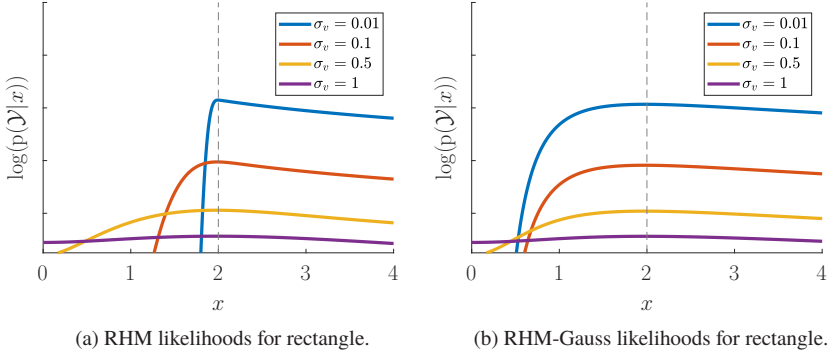 log(p(𝒴|x))
σᵥ = 0.01
σᵥ = 0.1
σᵥ = 0.5
σᵥ = 1
0 1 2 3 4
x
(a) RHM likelihoods for rectangle.
log(p(𝒴|x))
σᵥ = 0.01
σᵥ = 0.1
σᵥ = 0.5
σᵥ = 1
0 1 2 3 4
x
(b) RHM-Gauss likelihoods for rectangle.